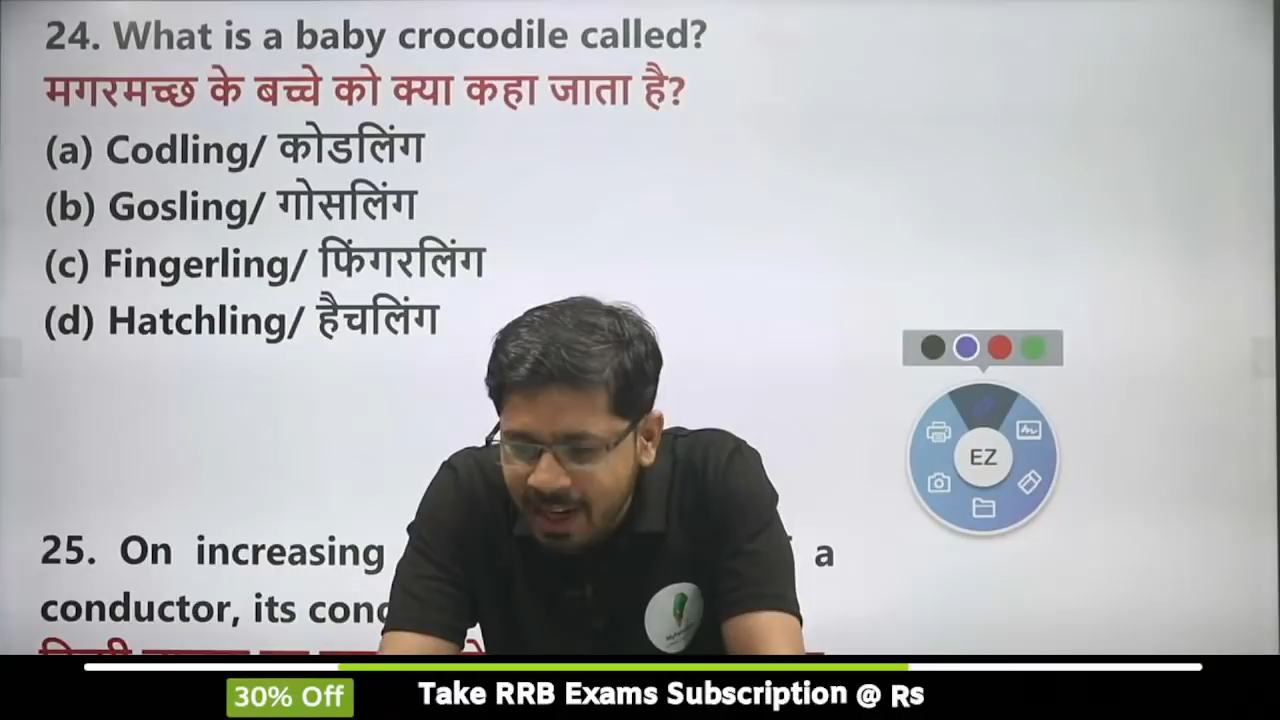 24. What is a baby crocodile called?
मगरमच्छ के बच्चे को क्या कहा जाता है?
(a) Codling/ कोडलिंग
(b) Gosling/ गोसलिंग
(c) Fingerling/ फिंगरलिंग
(d) Hatchling/ हैचलिंग
EZ
25. On increasing a
conductor, its
30% Off Take RRB Exams Subscription @ Rs